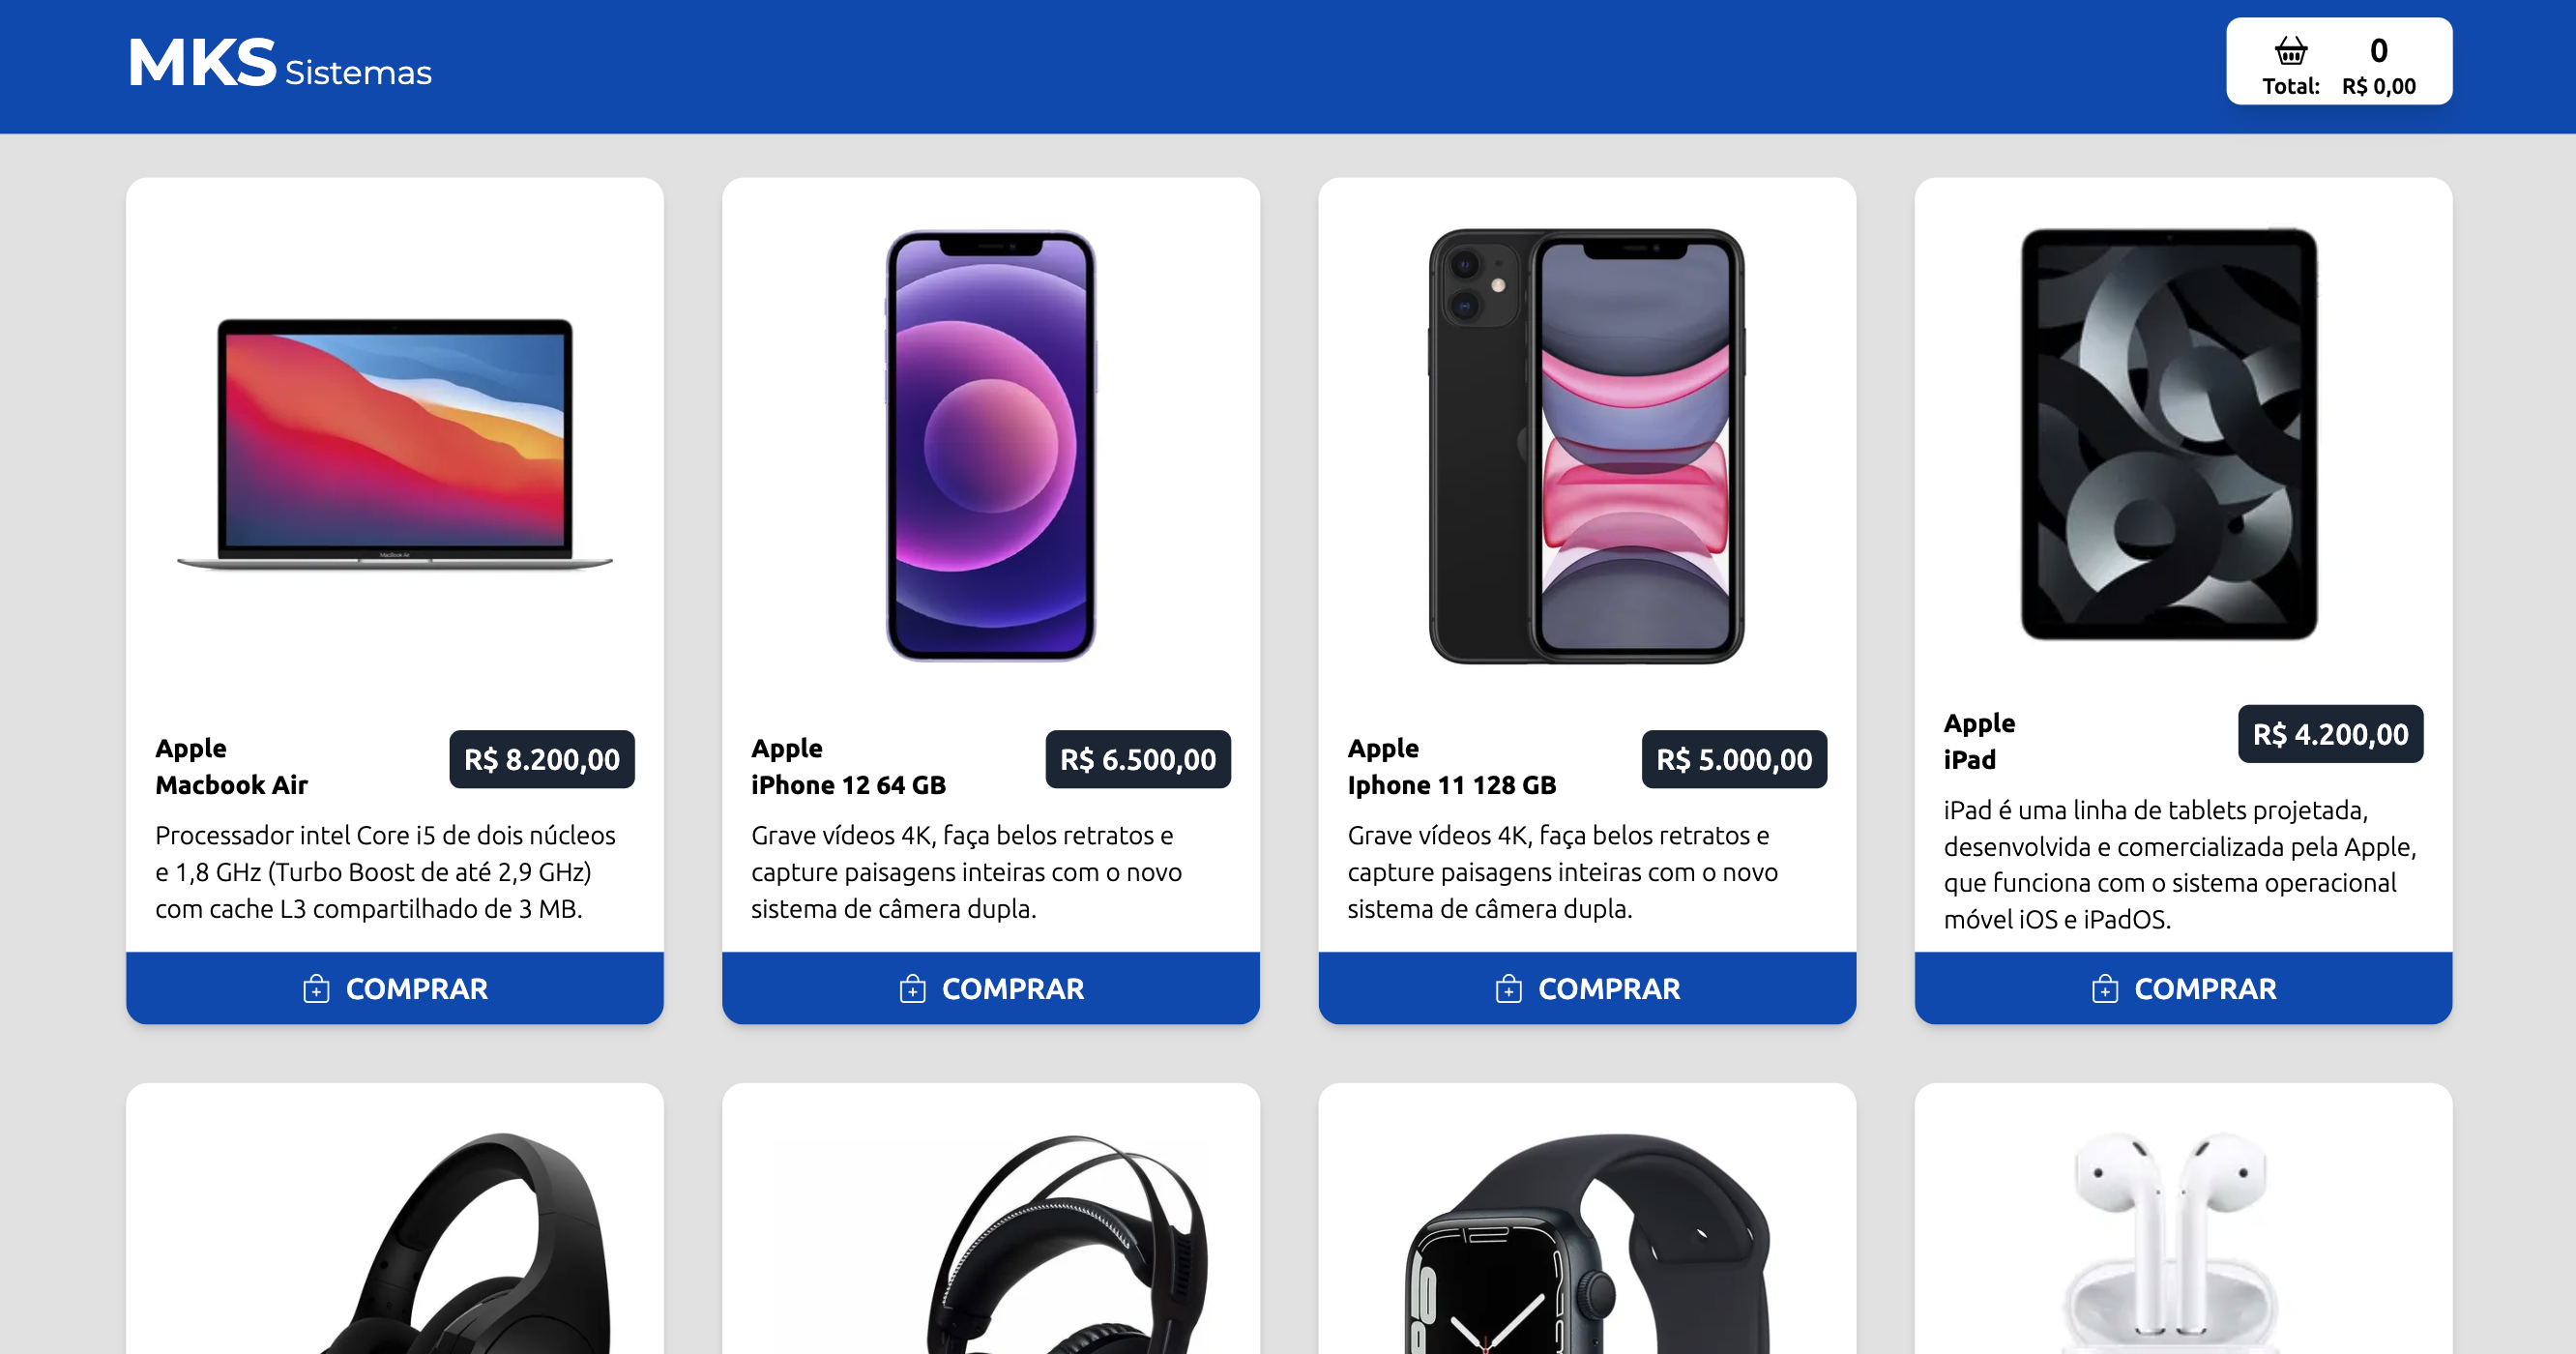 MKS Sistemas
0
Total: R$ 0,00
Apple
Macbook Air
R$ 8.200,00
Processador intel Core i5 de dois núcleos
e 1,8 GHz (Turbo Boost de até 2,9 GHz)
com cache L3 compartilhado de 3 MB.
COMPRAR
Apple
iPhone 12 64 GB
R$ 6.500,00
Grave vídeos 4K, faça belos retratos e
capture paisagens inteiras com o novo
sistema de câmera dupla.
COMPRAR
Apple
Iphone 11 128 GB
R$ 5.000,00
Grave vídeos 4K, faça belos retratos e
capture paisagens inteiras com o novo
sistema de câmera dupla.
COMPRAR
Apple
iPad
R$ 4.200,00
iPad é uma linha de tablets projetada,
desenvolvida e comercializada pela Apple,
que funciona com o sistema operacional
móvel iOS e iPadOS.
COMPRAR
MacBook Air